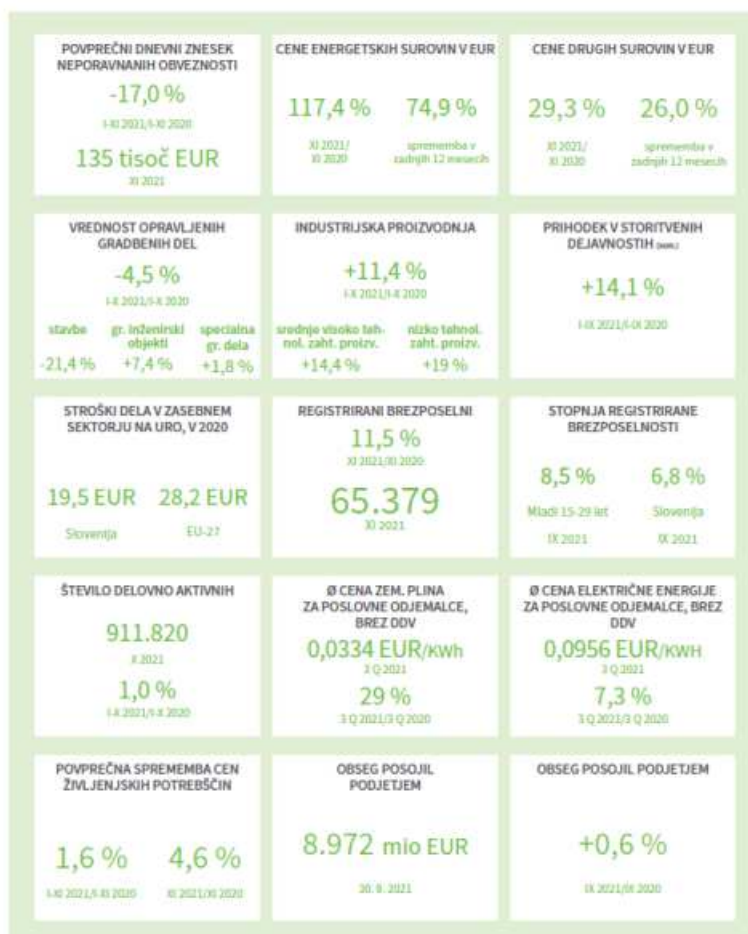 POVPREČNI DNEVNI ZNESEK
NEPORAVNANIH OBVEZNOSTI
-17,0 %
I-XI 2021/I-XI 2020
135 tisoč EUR
XI 2021
CENE ENERGETSKIH SUROVIN V EUR
117,4 % 74,9 %
XI 2021/ sprememba v
XI 2020 zadnjih 12 mesecih
CENE DRUGIH SUROVIN V EUR
29,3 % 26,0 %
XI 2021/ sprememba v
XI 2020 zadnjih 12 mesecih
VREDNOST OPRAVLJENIH
GRADBENIH DEL
-4,5 %
I-X 2021/I-X 2020
stavbe gr. inženirski specialna
objekti gr. dela
-21,4 % +7,4 % +1,8 %
INDUSTRIJSKA PROIZVODNJA
+11,4 %
I-X 2021/I-X 2020
srednje visoko teh- nizko tehnol.
nol. zaht. proizv. zaht. proizv.
+14,4 % +19 %
PRIHODEK V STORITVENIH
DEJAVNOSTIH
+14,1 %
I-IX 2021/I-IX 2020
STROŠKI DELA V ZASEBNEM
SEKTORJU NA URO, V 2020
19,5 EUR 28,2 EUR
Slovenija EU-27
REGISTRIRANI BREZPOSELNI
11,5 %
XI 2021/XI 2020
65.379
XI 2021
STOPNJA REGISTRIRANE
BREZPOSELNOSTI
8,5 % 6,8 %
Mladi 15-29 let Slovenija
IX 2021 IX 2021
ŠTEVILO DELOVNO AKTIVNIH
911.820
X 2021
1,0 %
I-X 2021/I-X 2020
Ø CENA ZEM. PLINA
ZA POSLOVNE ODJEMALCE,
BREZ DDV
0,0334 EUR/KWh
3 Q 2021
29 %
3 Q 2021/3 Q 2020
Ø CENA ELEKTRIČNE ENERGIJE
ZA POSLOVNE ODJEMALCE, BREZ
DDV
0,0956 EUR/KWH
3 Q 2021
7,3 %
3 Q 2021/3 Q 2020
POVPREČNA SPREMEMBA CEN
ŽIVLJENJSKIH POTREBŠČIN
1,6 % 4,6 %
I-XI 2021/I-XI 2020 XI 2021/XI 2020
OBSEG POSOJIL
PODJETJEM
8.972 mio EUR
30. 9. 2021
OBSEG POSOJIL PODJETJEM
+0,6 %
IX 2021/IX 2020